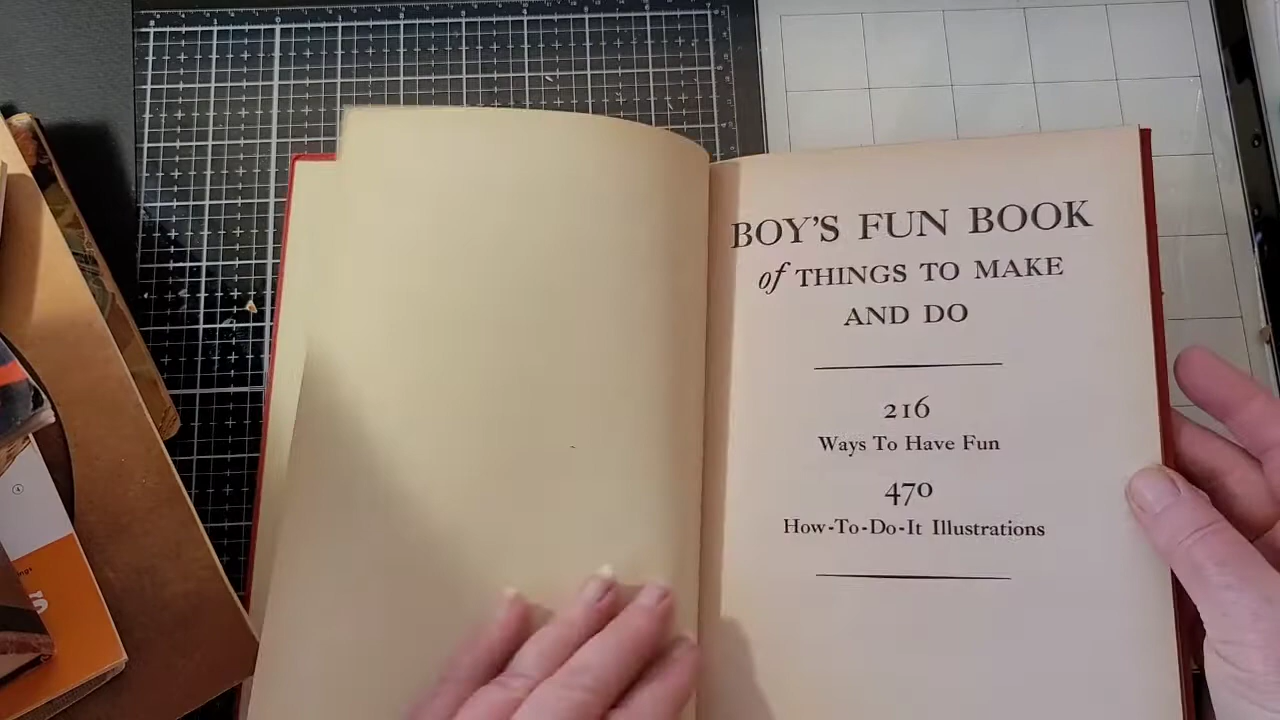 BOY'S FUN BOOK
of THINGS TO MAKE
AND DO
216
Ways To Have Fun
470
How-To-Do-It Illustrations